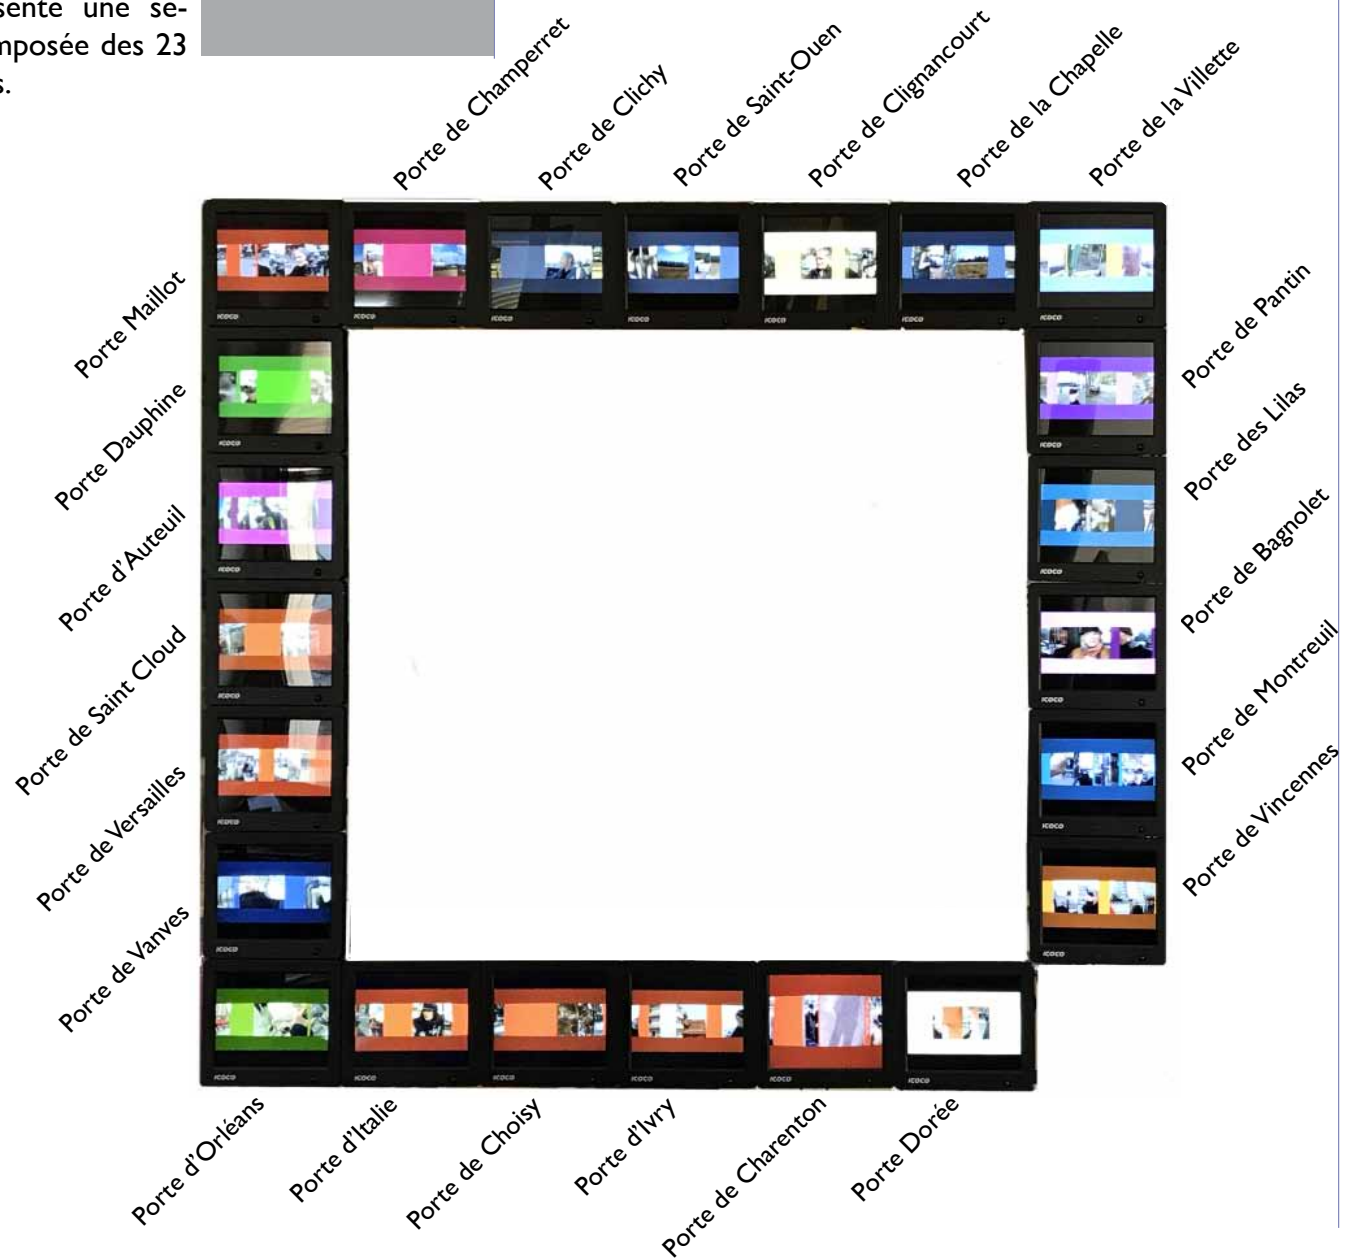 sente une se-
mposée des 23
s.
Porte de Champerret
Porte de Clichy
Porte de Saint-Ouen
Porte de Clignancourt
Porte de la Chapelle
Porte de la Villette
Porte Maillot
Porte Dauphine
Porte d'Auteuil
Porte de Saint Cloud
Porte de Versailles
Porte de Vanves
Porte de Pantin
Porte des Lilas
Porte de Bagnolet
Porte de Montreuil
Porte de Vincennes
Porte d'Orléans
Porte d'Italie
Porte de Choisy
Porte d'Ivry
Porte de Charenton
Porte Dorée